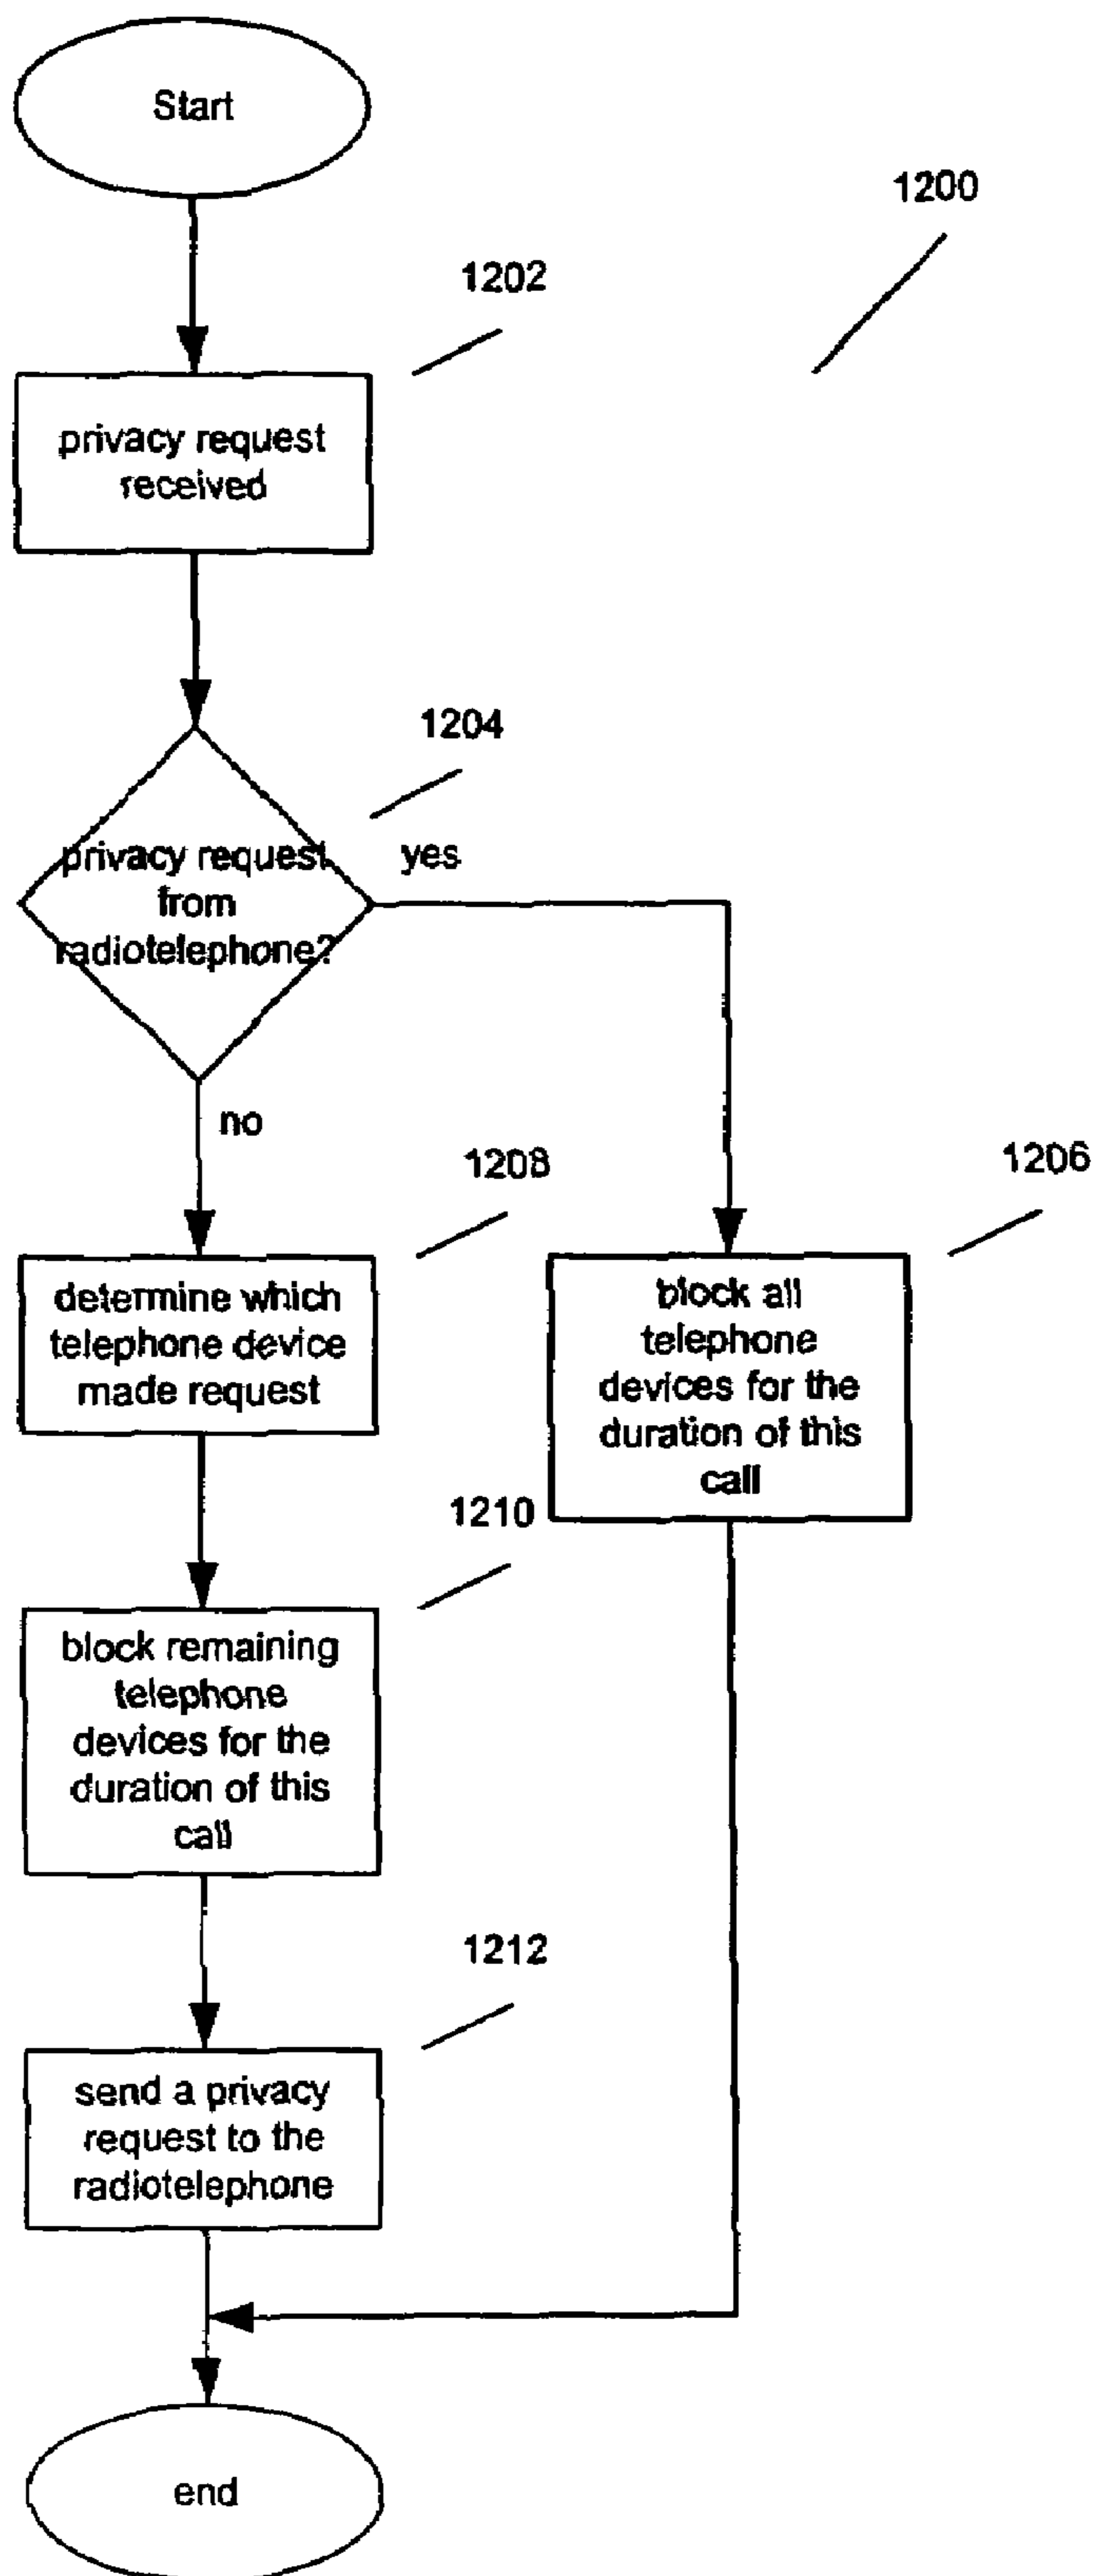 Start
1200
1202
privacy request
received
1204
privacy request
from
radiotelephone?
yes
no
1208
1206
determine which
telephone device
made request
block all
telephone
devices for the
duration of this
call
1210
block remaining
telephone
devices for the
duration of this
call
1212
send a privacy
request to the
radiotelephone
end